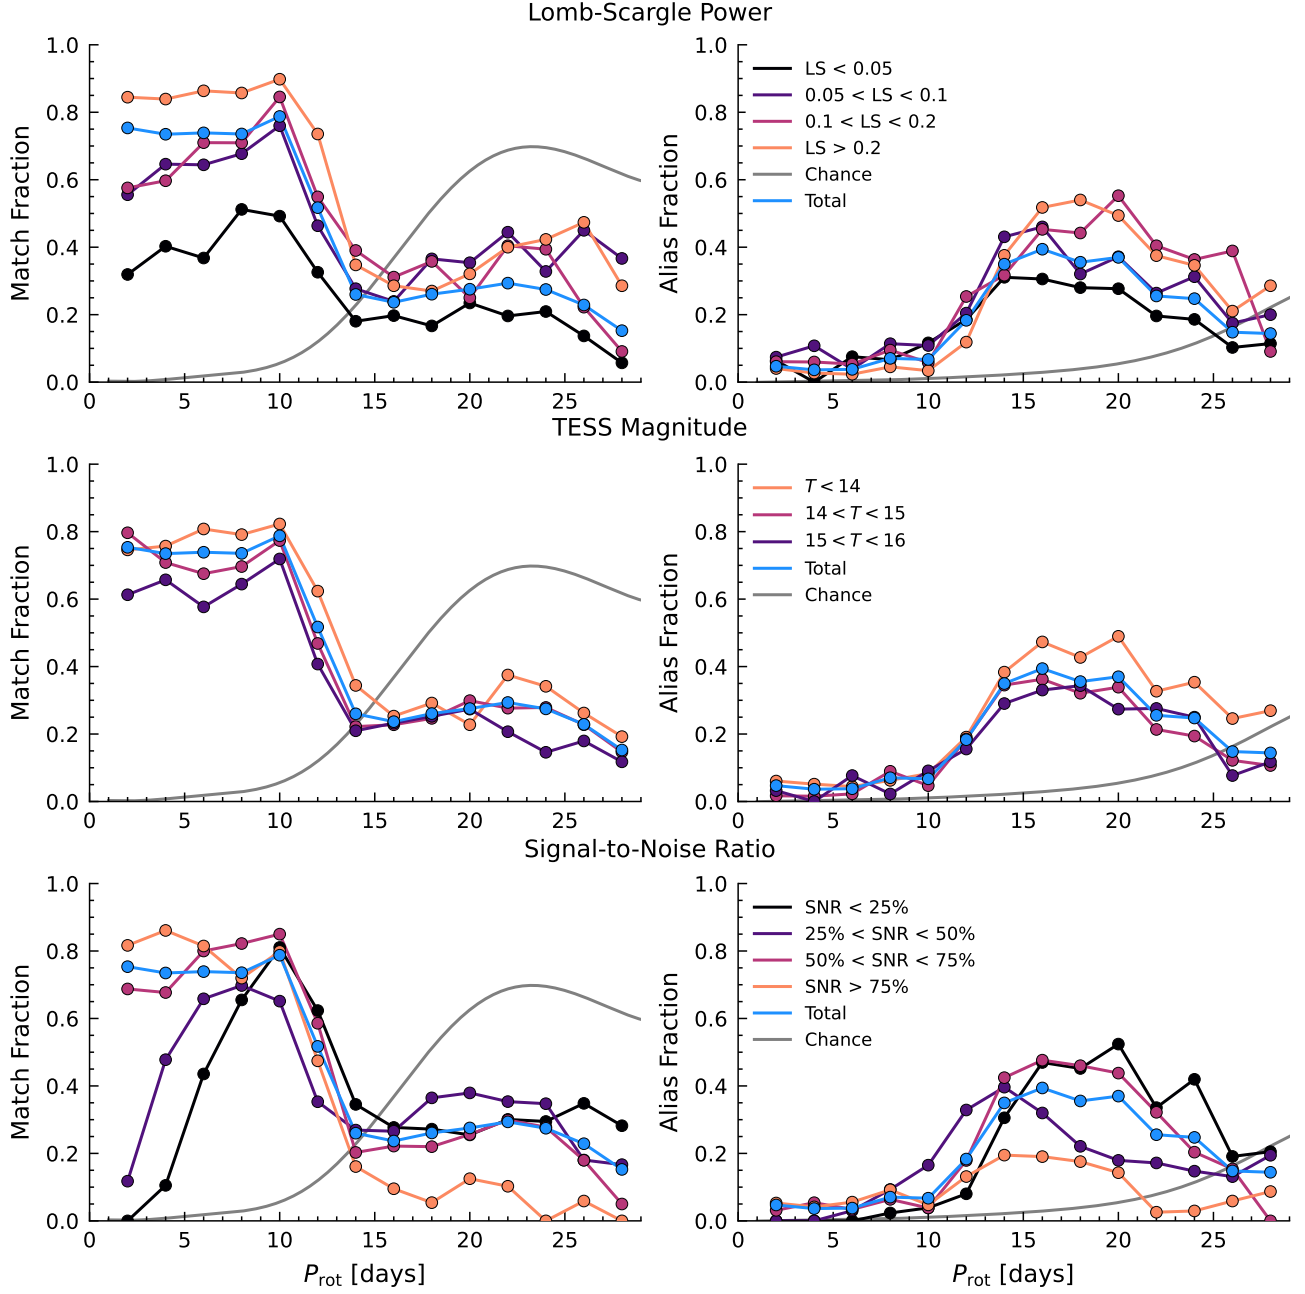 Lomb-Scargle Power
1.0
0.8
0.6
0.4
0.2
0.0
Match Fraction
0 5 10 15 20 25
1.0
0.8
0.6
0.4
0.2
0.0
Alias Fraction
LS < 0.05
0.05 < LS < 0.1
0.1 < LS < 0.2
LS > 0.2
Chance
Total
0 5 10 15 20 25
TESS Magnitude
1.0
0.8
0.6
0.4
0.2
0.0
Match Fraction
0 5 10 15 20 25
1.0
0.8
0.6
0.4
0.2
0.0
Alias Fraction
T < 14
14 < T < 15
15 < T < 16
Total
Chance
0 5 10 15 20 25
Signal-to-Noise Ratio
1.0
0.8
0.6
0.4
0.2
0.0
Match Fraction
0 5 10 15 20 25
P_rot [days]
1.0
0.8
0.6
0.4
0.2
0.0
Alias Fraction
SNR < 25%
25% < SNR < 50%
50% < SNR < 75%
SNR > 75%
Total
Chance
0 5 10 15 20 25
P_rot [days]